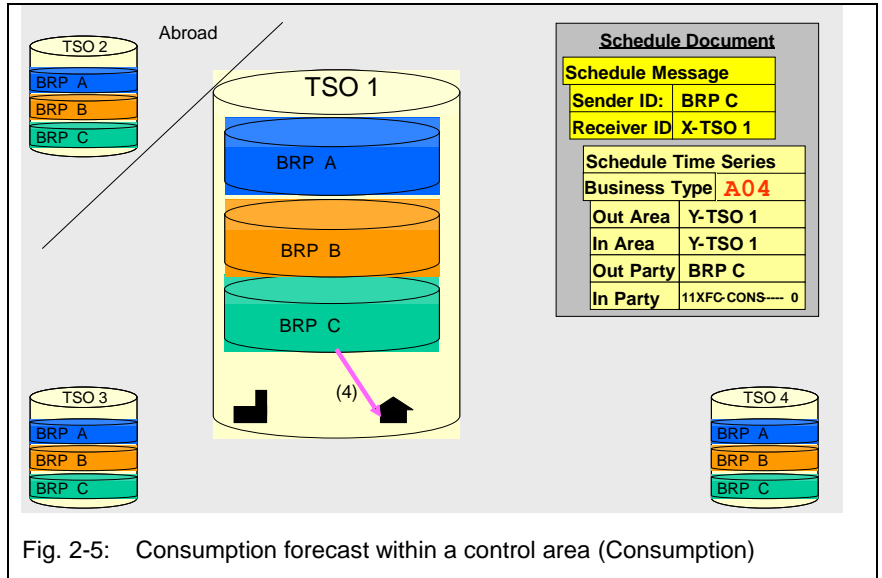 TSO 2
BRP A
BRP B
BRP C
Abroad
TSO 1
BRP A
BRP B
BRP C
(4)
Schedule Document
Schedule Message
Sender ID: BRP C
Receiver ID X-TSO 1
Schedule Time Series
Business Type A04
Out Area Y-TSO 1
In Area Y-TSO 1
Out Party BRP C
In Party 11XFC-CONS----- 0
TSO 3
BRP A
BRP B
BRP C
TSO 4
BRP A
BRP B
BRP C
Fig. 2-5: Consumption forecast within a control area (Consumption)